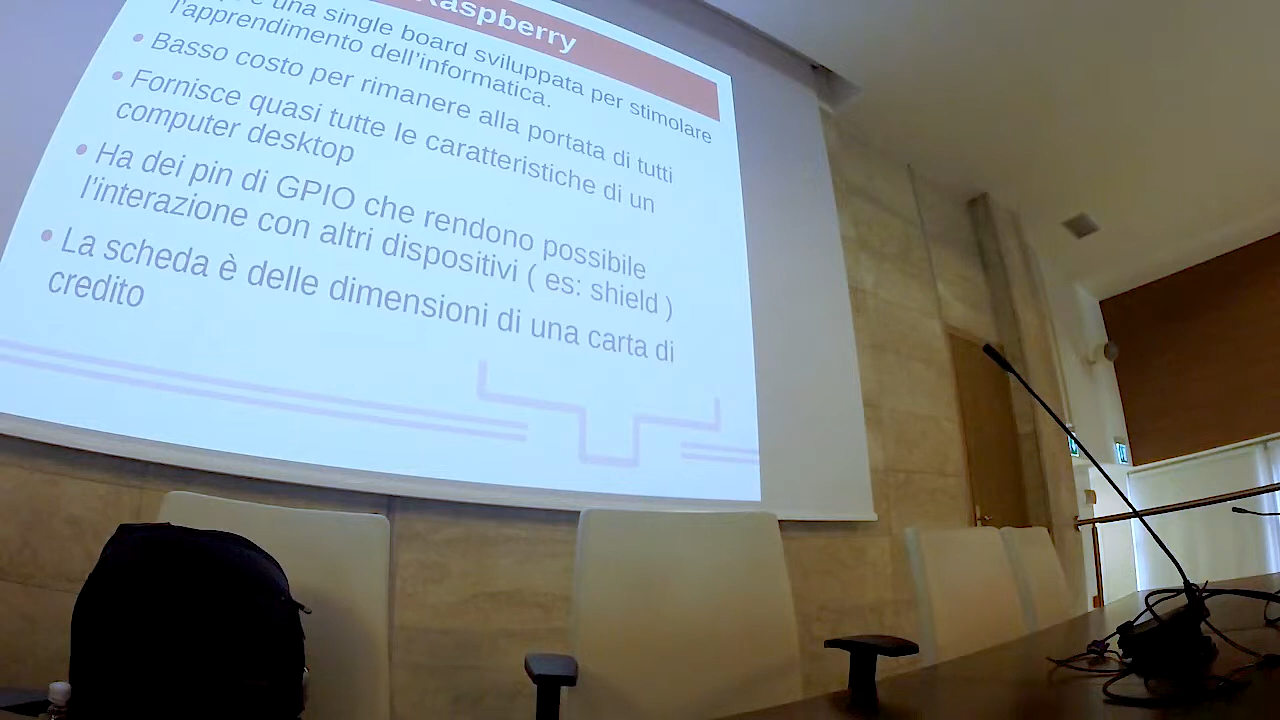 Raspberry
una single board sviluppata per stimolare
l'apprendimento dell'informatica.
• Basso costo per rimanere alla portata di tutti
• Fornisce quasi tutte le caratteristiche di un
computer desktop
• Ha dei pin di GPIO che rendono possibile
l'interazione con altri dispositivi ( es: shield )
• La scheda è delle dimensioni di una carta di
credito